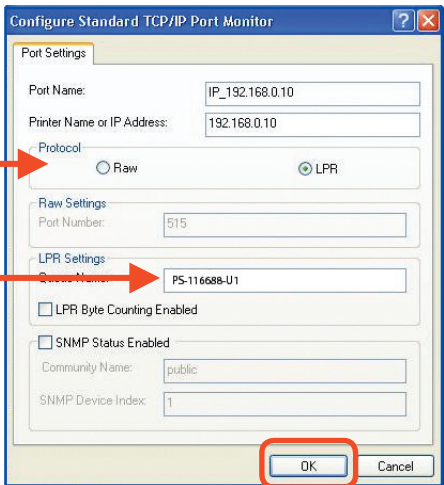 Configure Standard TCP/IP Port Monitor
Port Settings
Port Name: IP_192.168.0.10
Printer Name or IP Address: 192.168.0.10
Protocol
Raw LPR
Raw Settings
Port Number: 515
LPR Settings
Queue Name: PS-116688-U1
LPR Byte Counting Enabled
SNMP Status Enabled
Community Name: public
SNMP Device Index: 1
OK Cancel